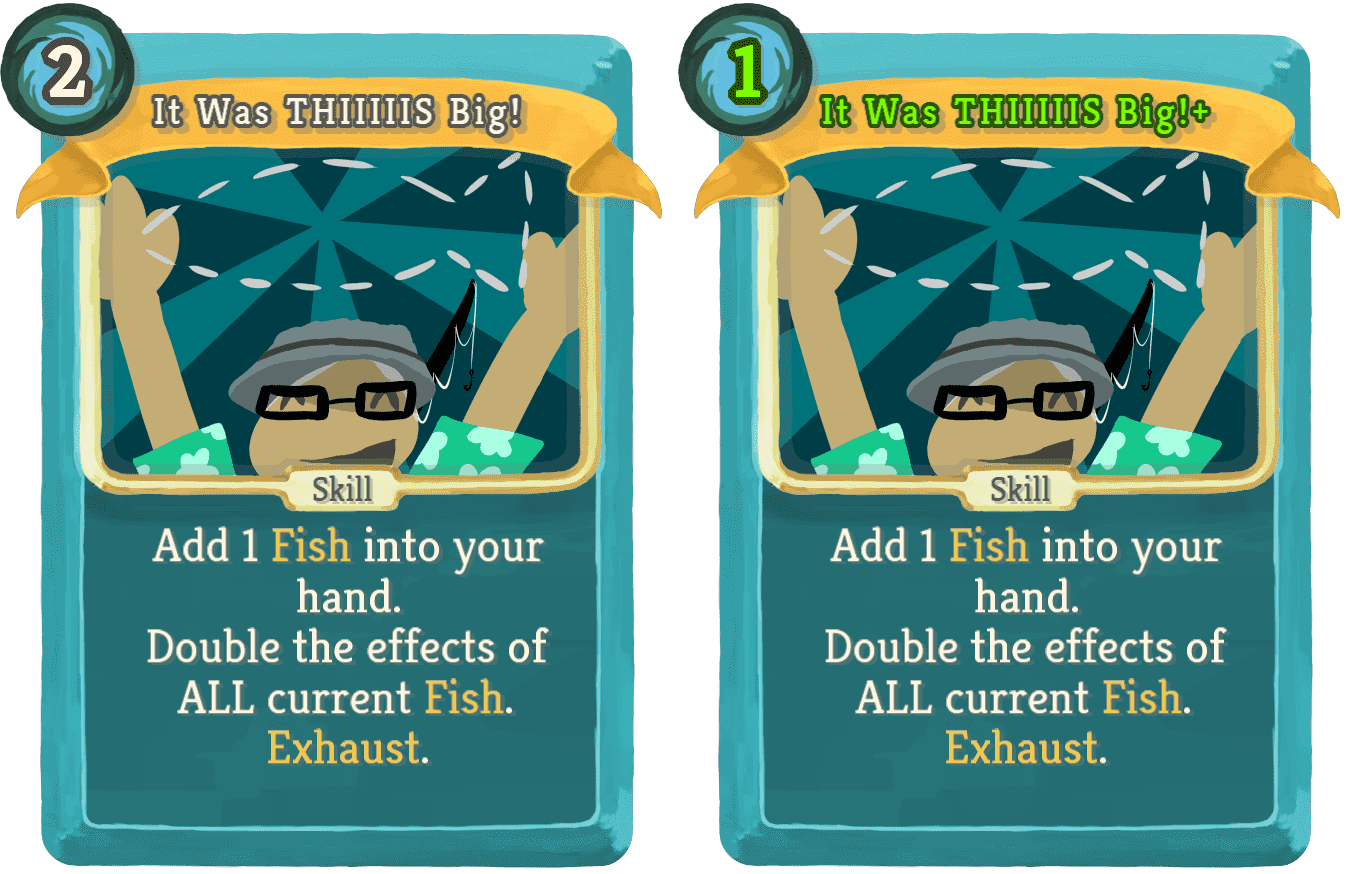 2
It Was THIIIIIS Big!
Skill
Add 1 Fish into your
hand.
Double the effects of
ALL current Fish.
Exhaust.
1
It Was THIIIIIS Big!+
Skill
Add 1 Fish into your
hand.
Double the effects of
ALL current Fish.
Exhaust.